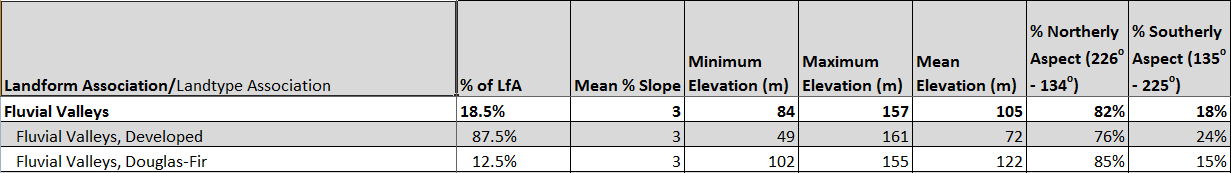 Landform Association/Landtype Association % of LfA Mean % Slope Minimum Elevation (m) Maximum Elevation (m) Mean Elevation (m) % Northerly Aspect (226° - 134°) % Southerly Aspect (135° - 225°)
Fluvial Valleys 18.5% 3 84 157 105 82% 18%
Fluvial Valleys, Developed 87.5% 3 49 161 72 76% 24%
Fluvial Valleys, Douglas-Fir 12.5% 3 102 155 122 85% 15%